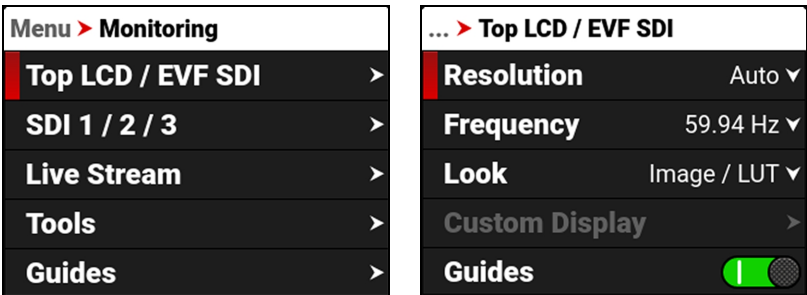 Menu ➤ Monitoring
Top LCD / EVF SDI
SDI 1 / 2 / 3
Live Stream
Tools
Guides
... ➤ Top LCD / EVF SDI
Resolution Auto
Frequency 59.94 Hz
Look Image / LUT
Custom Display
Guides